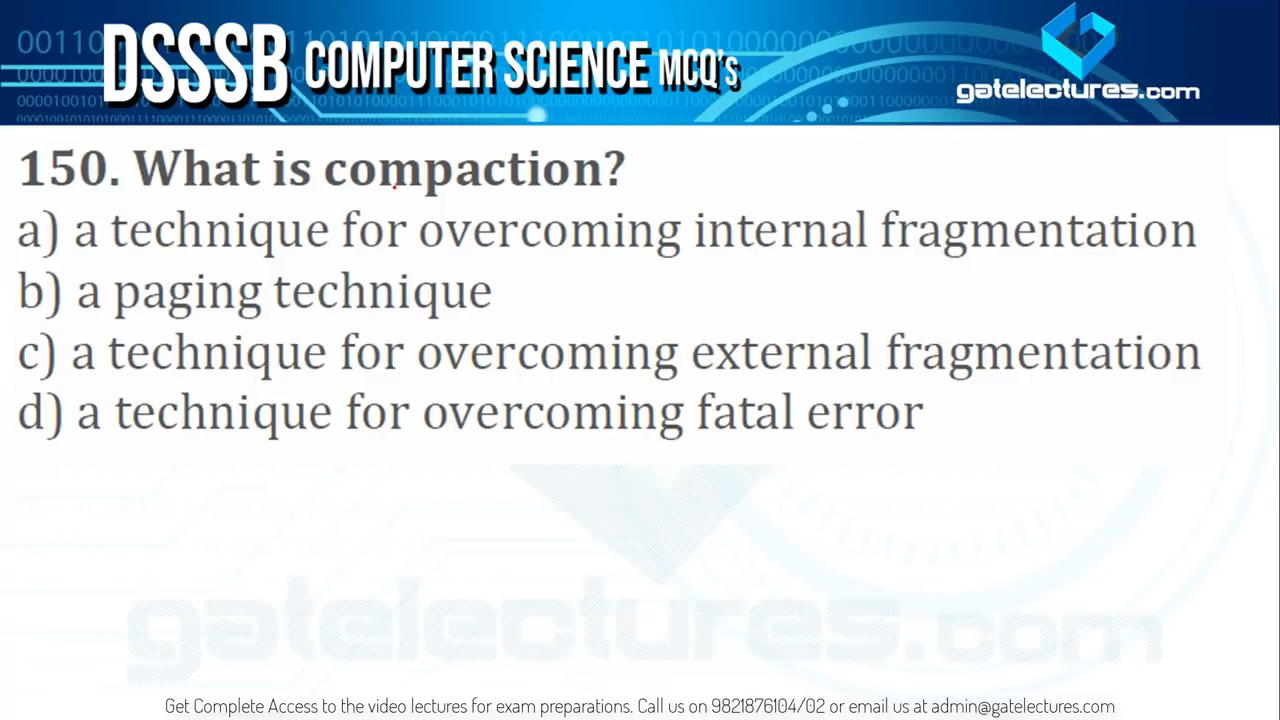 DSSSB COMPUTER SCIENCE MCQ's
gatelectures.com
150. What is compaction?
a) a technique for overcoming internal fragmentation
b) a paging technique
c) a technique for overcoming external fragmentation
d) a technique for overcoming fatal error
gatelectures.com
Get Complete Access to the video lectures for exam preparations. Call us on 9821876104/02 or email us at admin@gatelectures.com